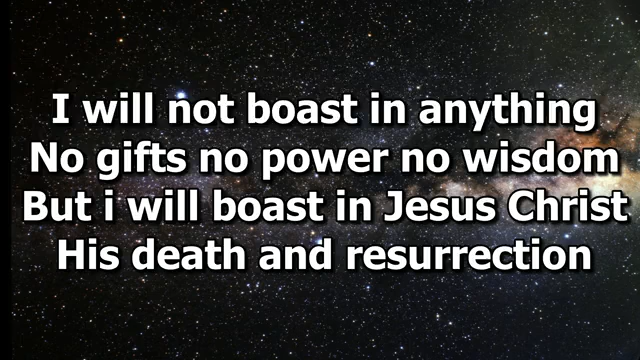 I will not boast in anything
No gifts no power no wisdom
But i will boast in Jesus Christ
His death and resurrection